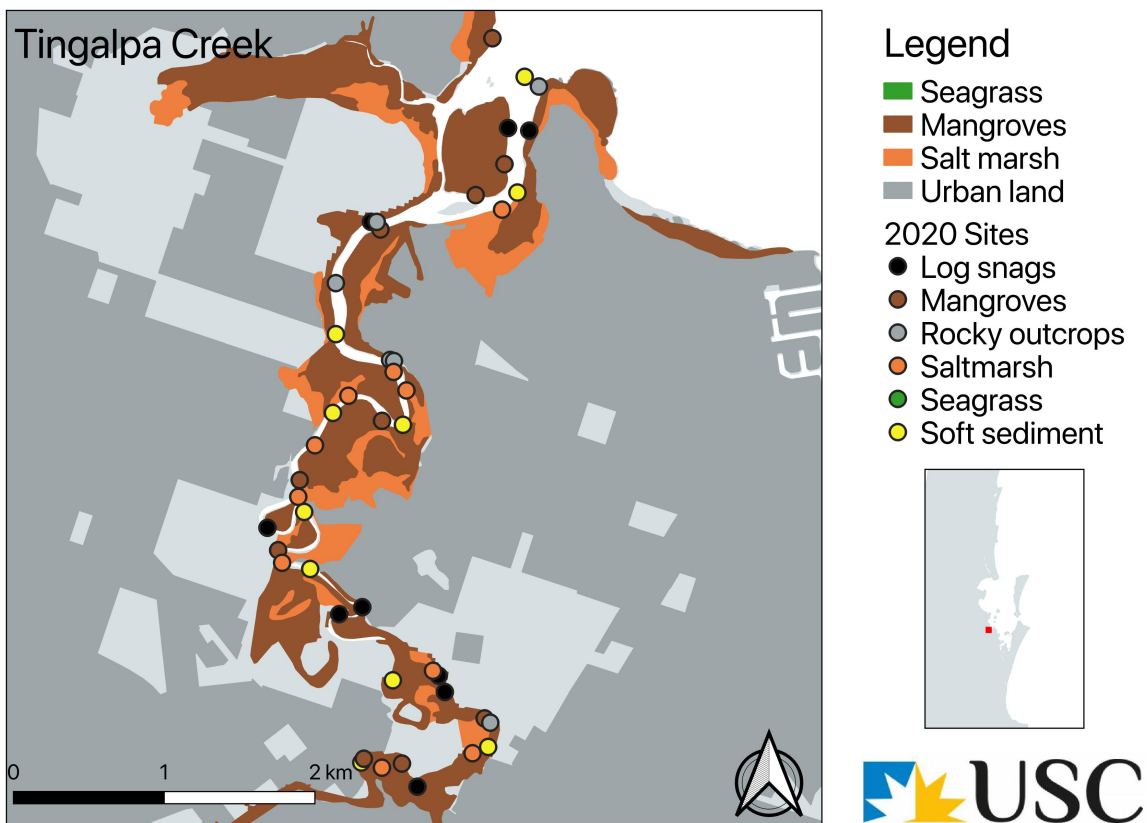 Tingalpa Creek
Legend
Seagrass
Mangroves
Salt marsh
Urban land
2020 Sites
Log snags
Mangroves
Rocky outcrops
Saltmarsh
Seagrass
Soft sediment
0 1 2 km
USC